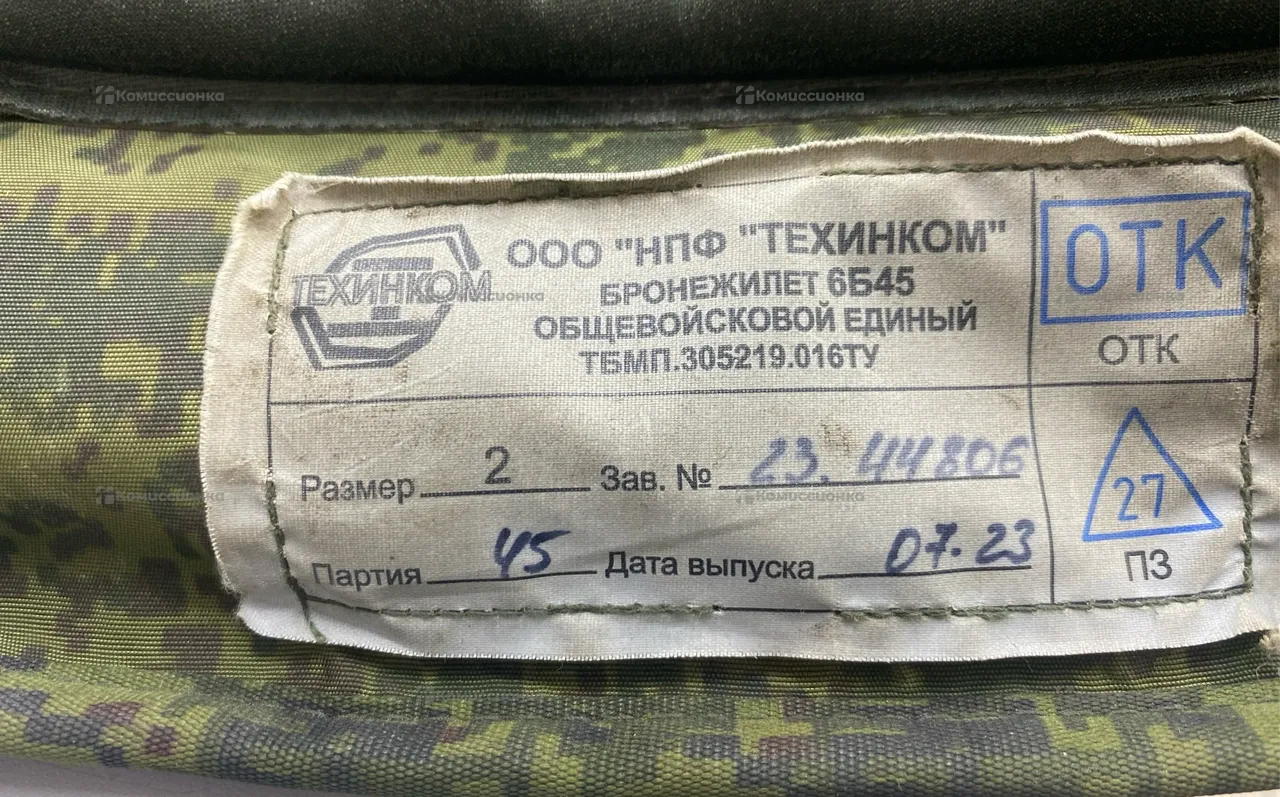 Комиссионка
Комиссионка
ТЕХИНКОМ
ООО "НПФ "ТЕХИНКОМ"
БРОНЕЖИЛЕТ 6Б45
ОБЩЕВОЙСКОВОЙ ЕДИНЫЙ
ТБМП.305219.016ТУ
ОТК
ОТК
Размер 2 Зав. № 23. 44806
Комиссионка
Партия 45 Дата выпуска 07.23
27
ПЗ